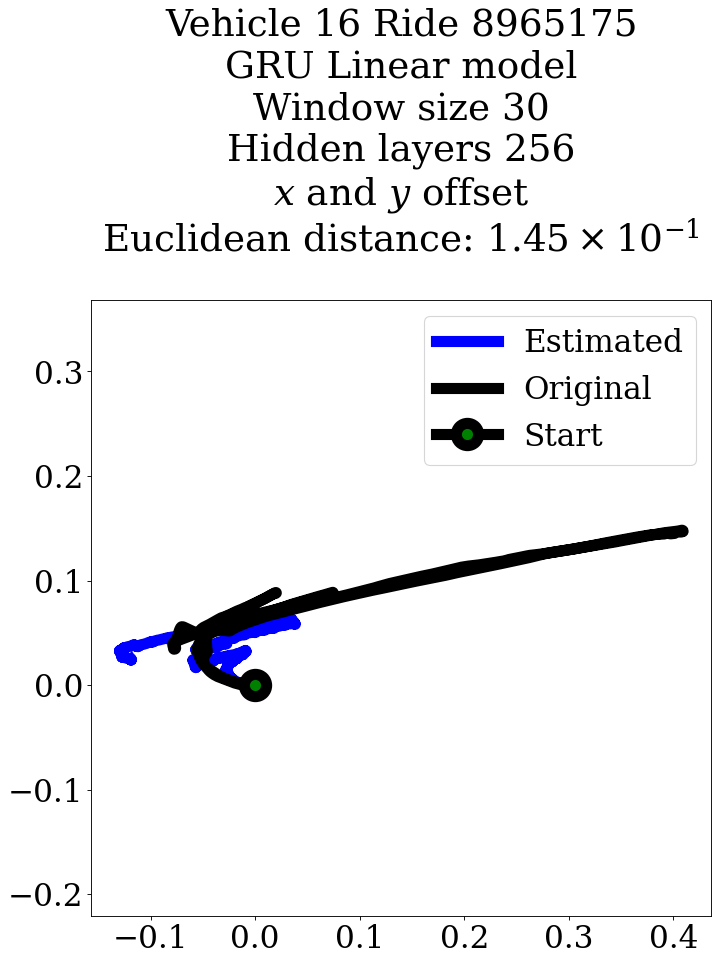 Vehicle 16 Ride 8965175
GRU Linear model
Window size 30
Hidden layers 256
x and y offset
Euclidean distance: 1.45 × 10⁻¹
Estimated
Original
Start
0.3
0.2
0.1
0.0
−0.1
−0.2
−0.1 0.0 0.1 0.2 0.3 0.4